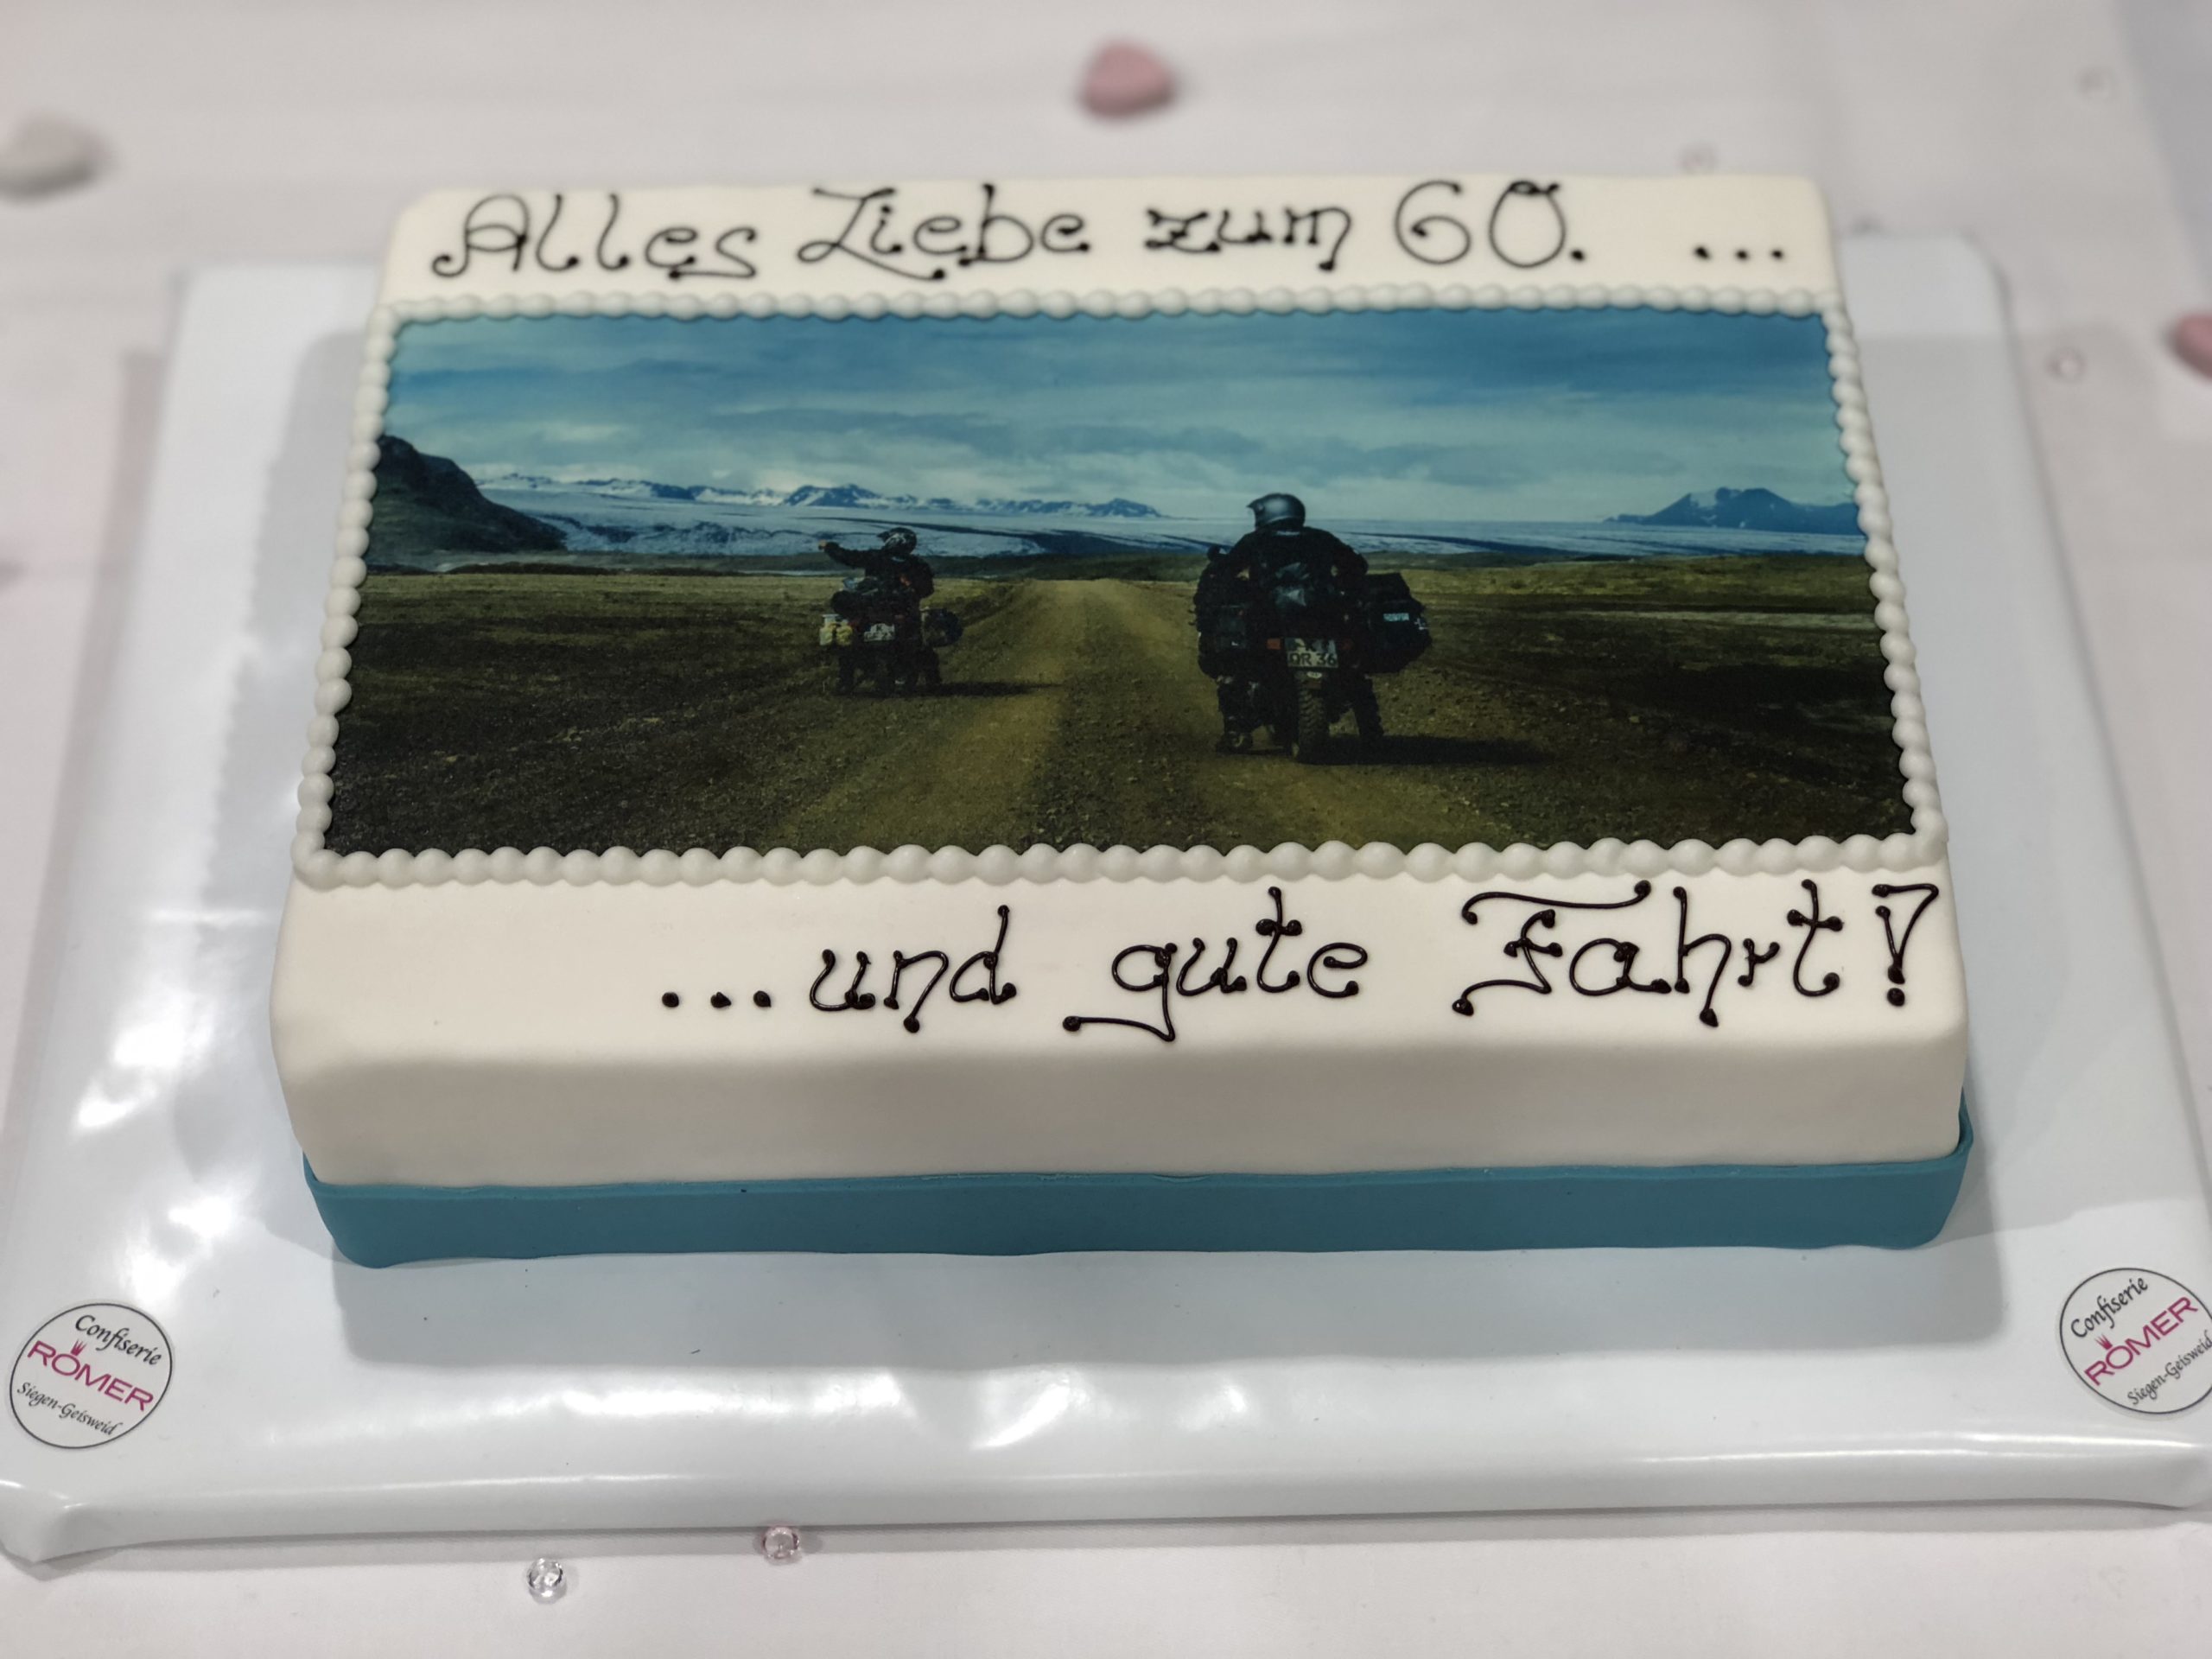 Alles Liebe zum 60. ...
...und gute Fahrt!
Confiserie
RÖMER
Siegen-Geisweid
Confiserie
RÖMER
Siegen-Geisweid